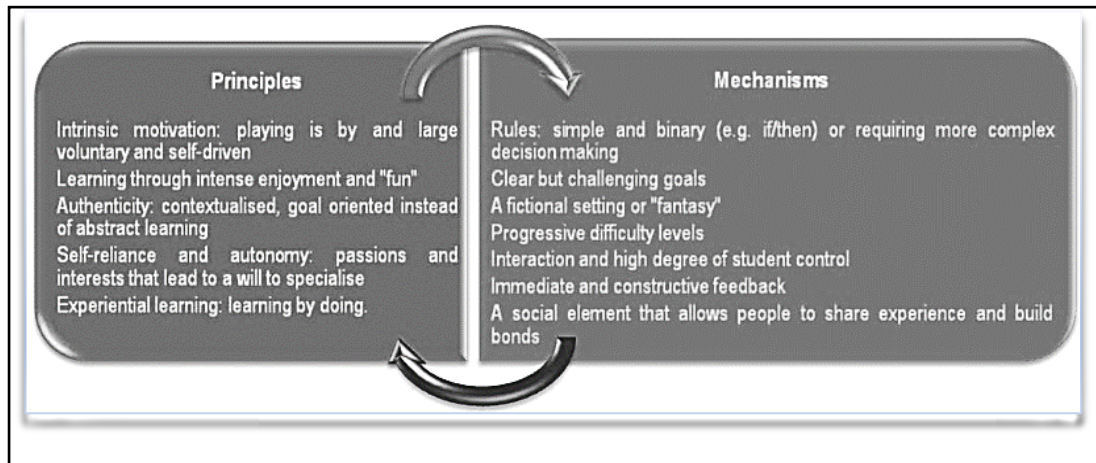 Principles
Intrinsic motivation: playing is by and large
voluntary and self-driven
Learning through intense enjoyment and "fun"
Authenticity: contextualised, goal oriented instead
of abstract learning
Self-reliance and autonomy: passions and
interests that lead to a will to specialise
Experiential learning: learning by doing.
Mechanisms
Rules: simple and binary (e.g. if/then) or requiring more complex
decision making
Clear but challenging goals
A fictional setting or "fantasy"
Progressive difficulty levels
Interaction and high degree of student control
Immediate and constructive feedback
A social element that allows people to share experience and build
bonds